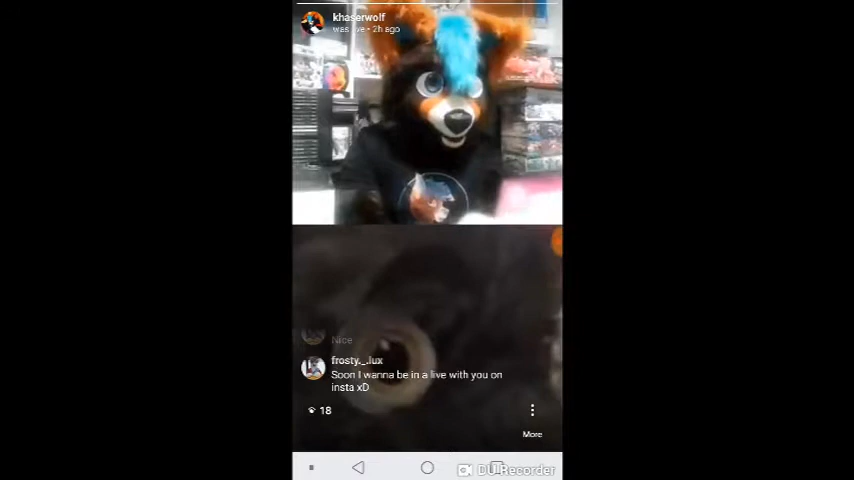 khaserwolf
was live • 2h ago
Nice
frosty._.lux
Soon I wanna be in a live with you on
insta xD
18
More
DU Recorder